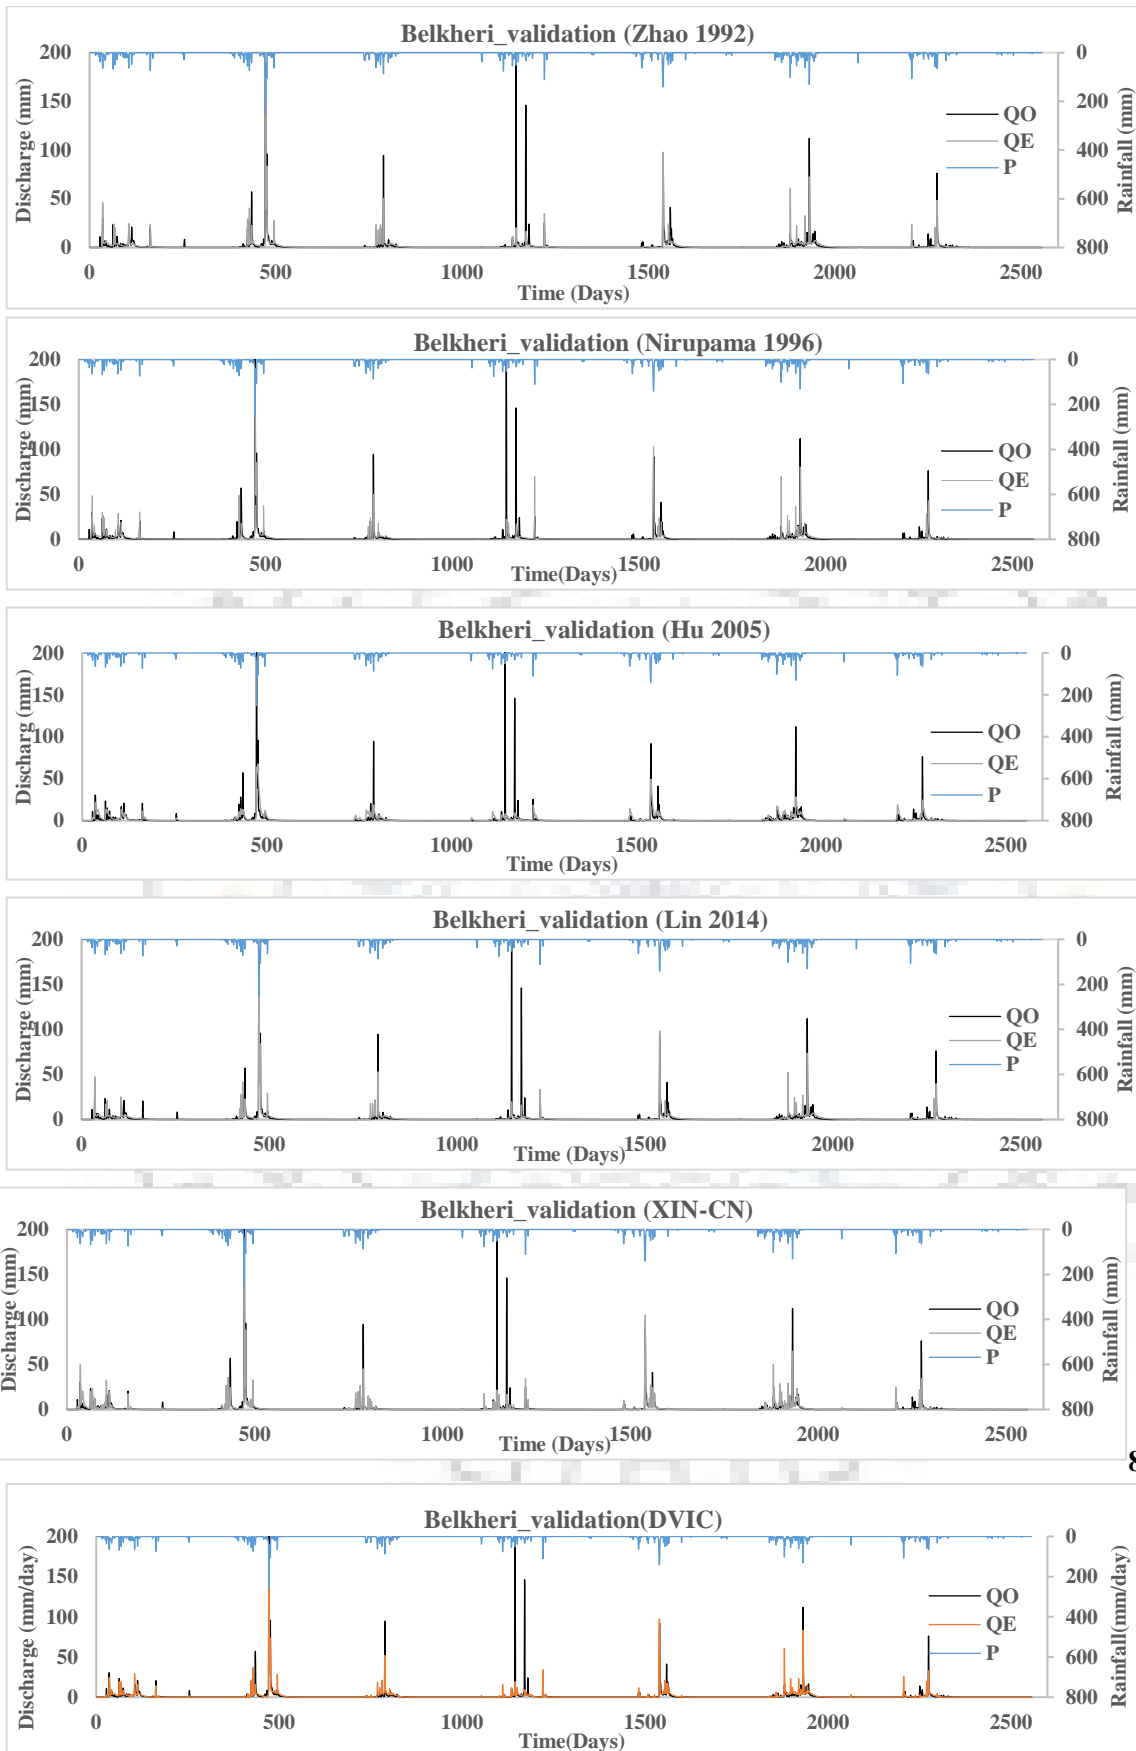 Belkheri_validation (Zhao 1992)
200
150
100
50
0
Discharge (mm)
0
200
400
600
800
Rainfall (mm)
QO
QE
P
0 500 1000 1500 2000 2500
Time (Days)
Belkheri_validation (Nirupama 1996)
200
150
100
50
0
Discharge (mm)
0
200
400
600
800
Rainfall (mm)
QO
QE
P
0 500 1000 1500 2000 2500
Time(Days)
Belkheri_validation (Hu 2005)
200
150
100
50
0
Discharg (mm)
0
200
400
600
800
Rainfall (mm)
QO
QE
P
0 500 1000 1500 2000 2500
Time (Days)
Belkheri_validation (Lin 2014)
200
150
100
50
0
Discharge (mm)
0
200
400
600
800
Rainfall (mm)
QO
QE
P
0 500 1000 1500 2000 2500
Time (Days)
Belkheri_validation (XIN-CN)
200
150
100
50
0
Discharge (mm)
0
200
400
600
800
Rainfall (mm)
QO
QE
P
0 500 1000 1500 2000 2500
Time (Days)
Belkheri_validation(DVIC)
200
150
100
50
0
Discharge (mm/day)
0
200
400
600
800
Rainfall(mm/day)
QO
QE
P
0 500 1000 1500 2000 2500
Time(Days)